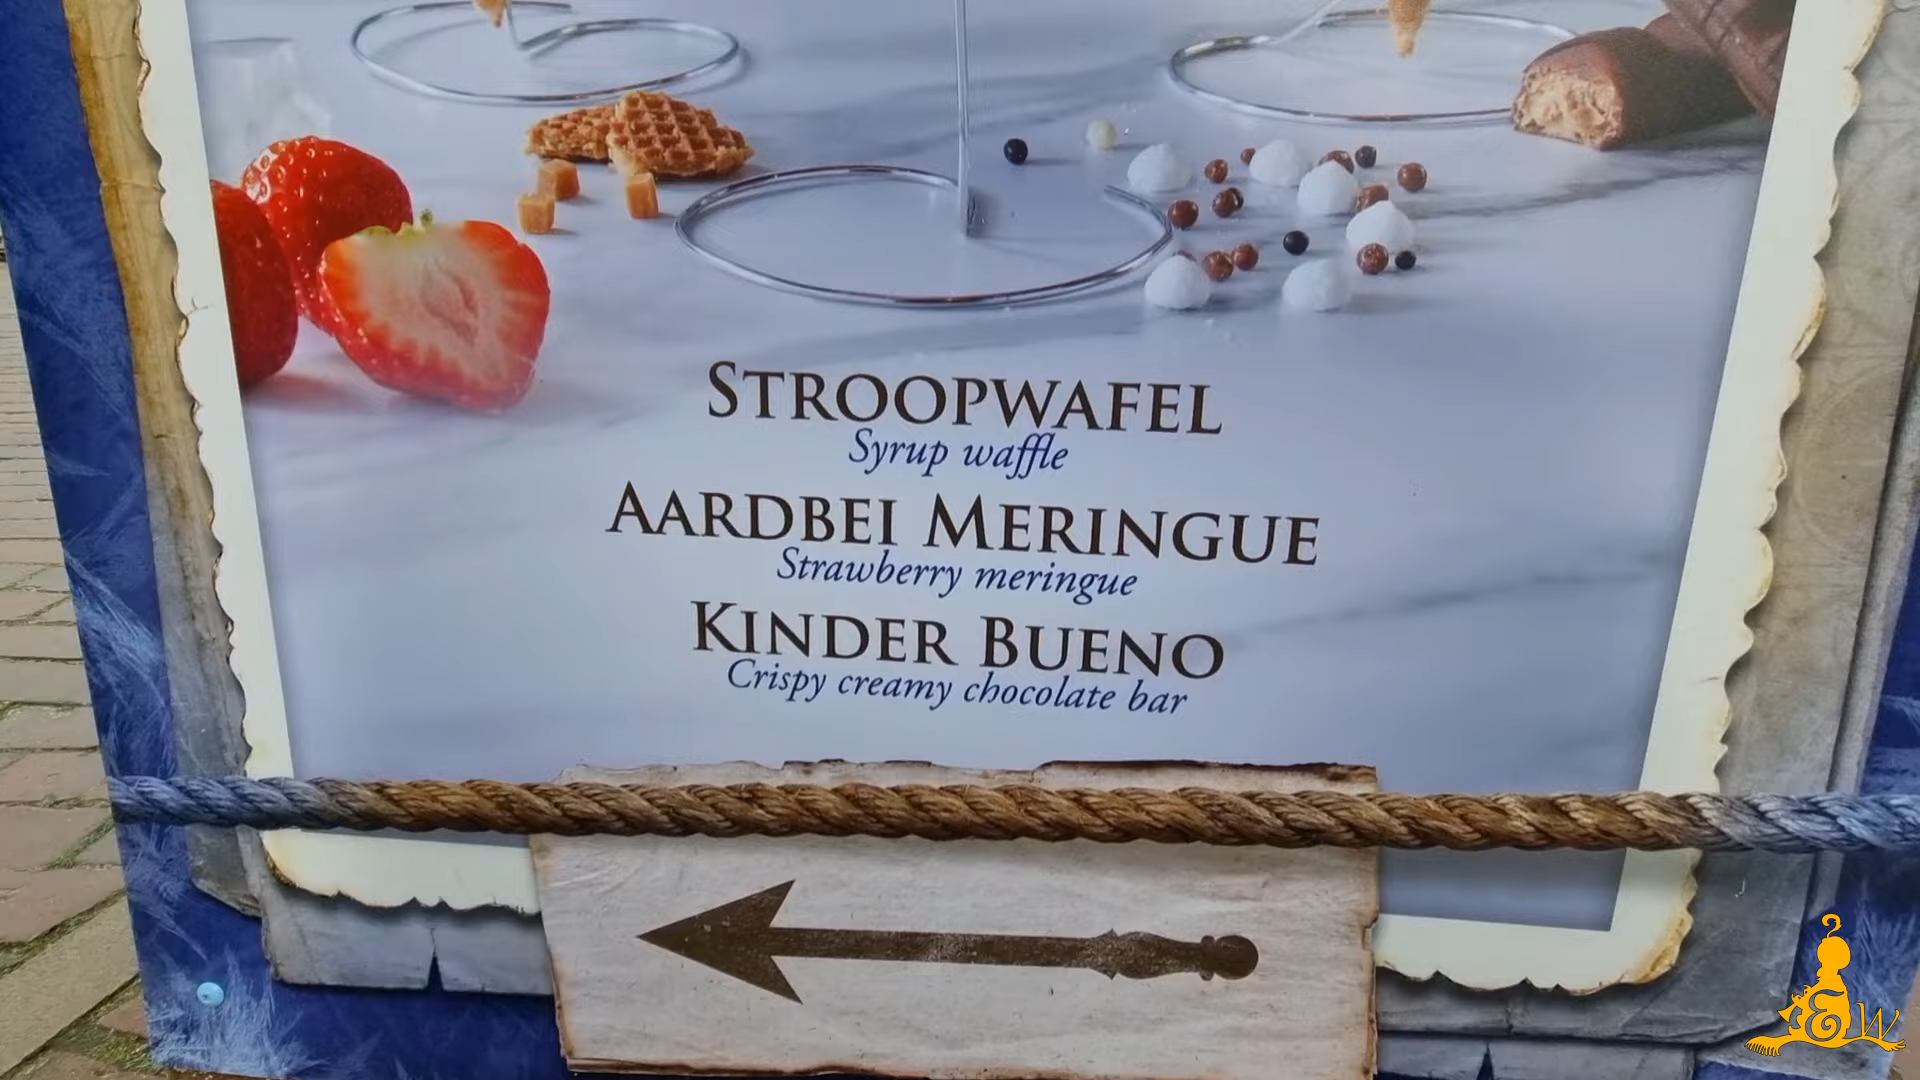 STROOPWAFEL
Syrup waffle
AARDBEI MERINGUE
Strawberry meringue
KINDER BUENO
Crispy creamy chocolate bar
E W